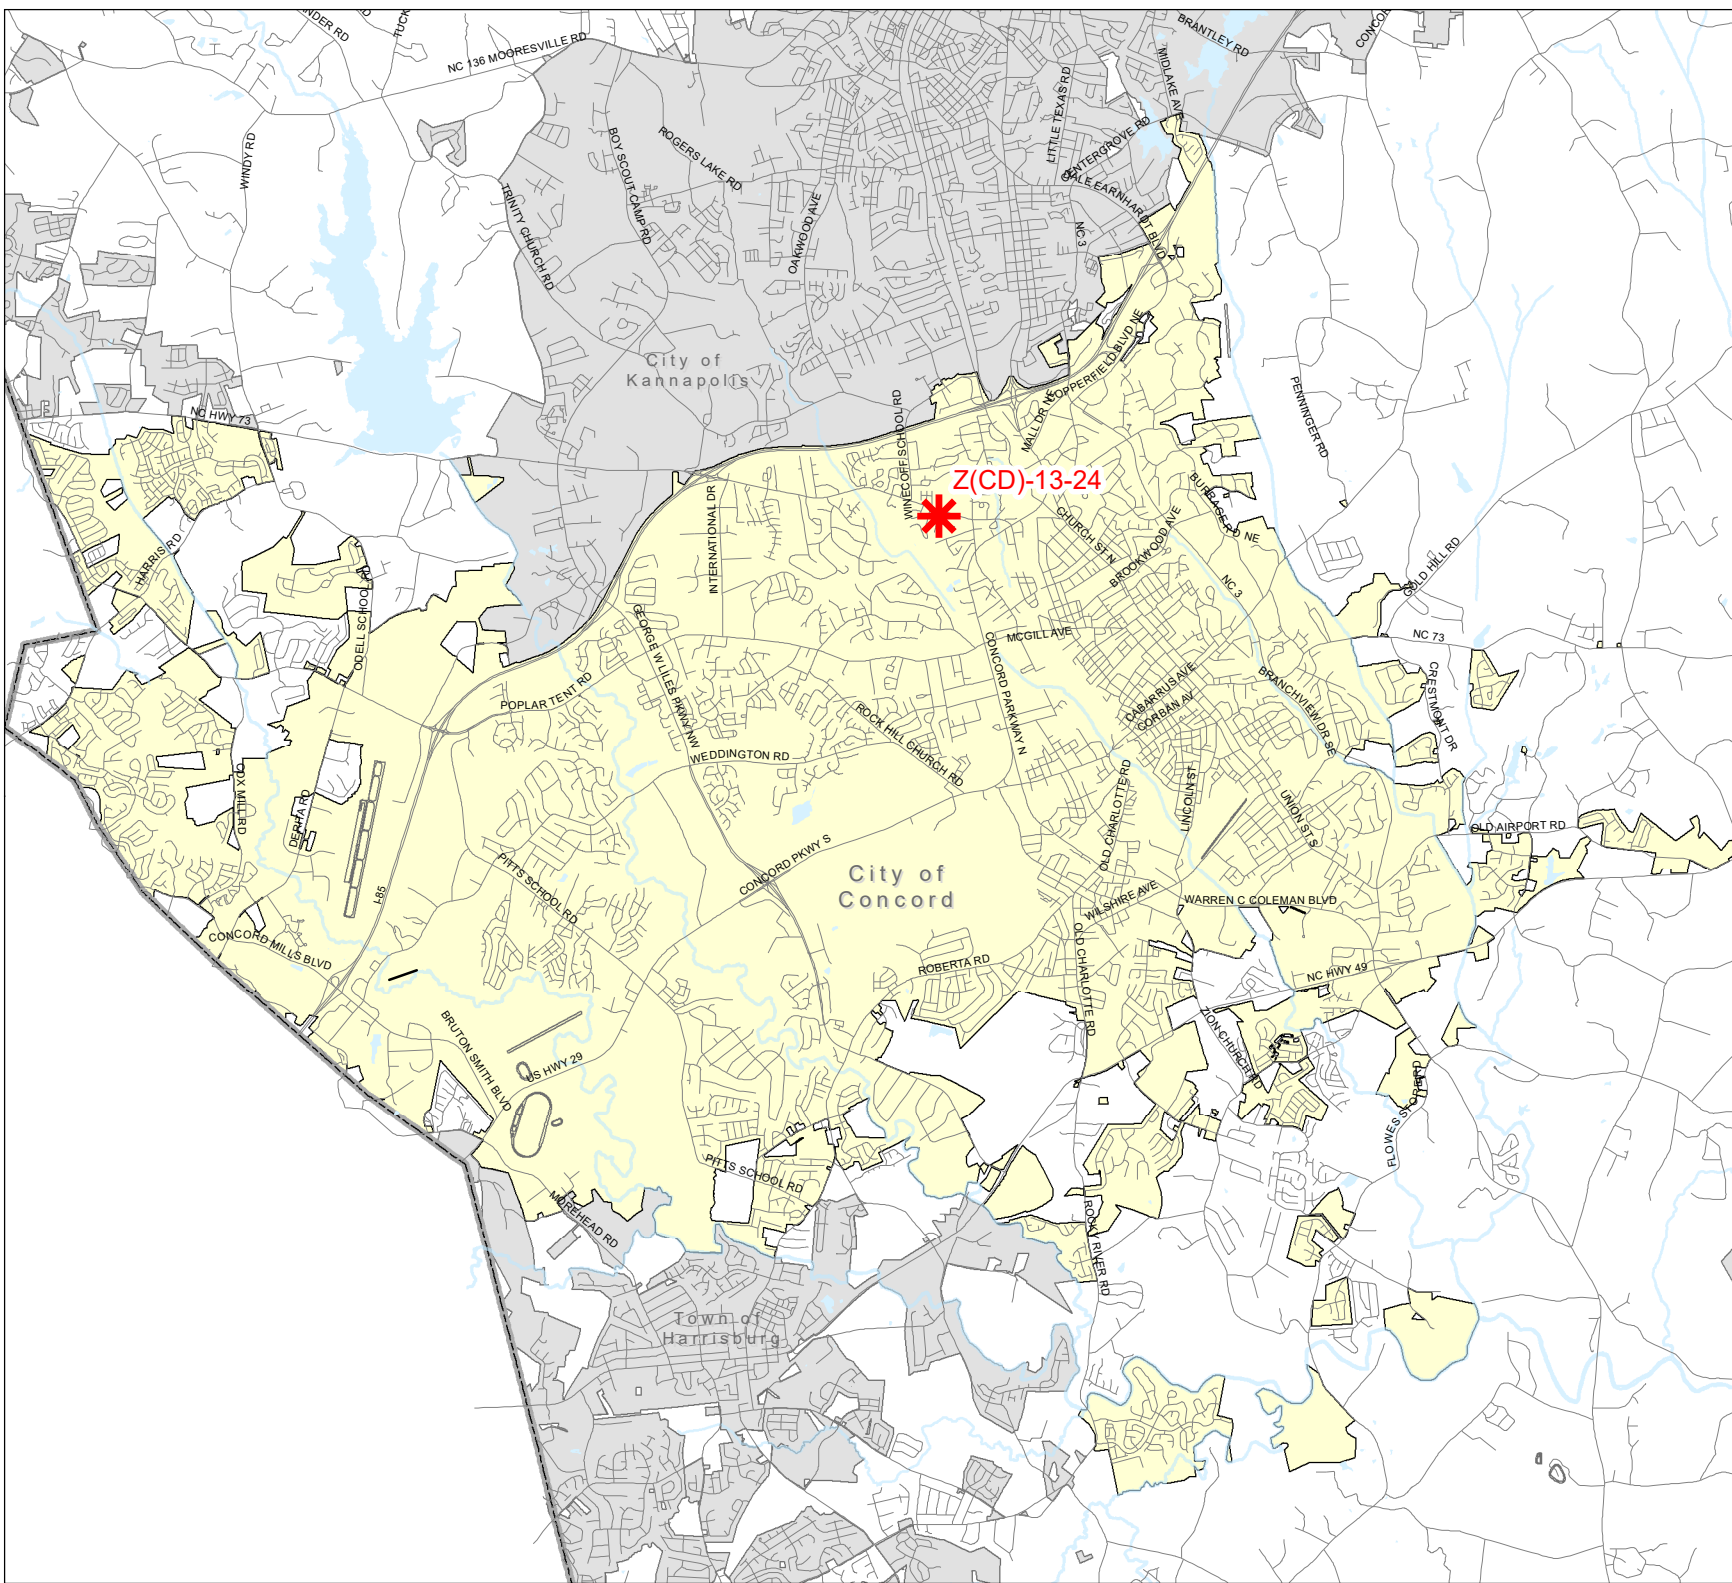 NC 136 MOORESVILLE RD
BRANTLEY RD
MIDLAKE AVE
LITTLE TEXAS RD
WINDY RD
BOY SCOUT CAMP RD
ROGERS LAKE RD
OAKWOOD AVE
TRINITY CHURCH RD
DALE EARNHARDT BLVD
NC 3
City of
Kannapolis
COPPERFIELD BLVD NE
MALL DR NE
WINECOFF SCHOOL RD
PENNINGER RD
NC HWY 73
Z(CD)-13-24
INTERNATIONAL DR
CHURCH ST N
BROOKWOOD AVE
BURRAGE RD NE
NC 3
GOLD HILL RD
HARRIS RD
ODELL SCHOOL RD
GEORGE W LILES PKWY NW
MCGILL AVE
CONCORD PARKWAY N
NC 73
CRESTMONT DR
BRANCHVIEW DR SE
CABARRUS AVE
CORBAN AV
POPLAR TENT RD
ROCK HILL CHURCH RD
WEDDINGTON RD
COX MILL RD
DERITA RD
I-85
OLD CHARLOTTE RD
LINCOLN ST
UNION ST S
OLD AIRPORT RD
PITTS SCHOOL RD
CONCORD PKWY S
City of
Concord
WILSHIRE AVE
WARREN C COLEMAN BLVD
CONCORD MILLS BLVD
ROBERTA RD
OLD CHARLOTTE RD
NC HWY 49
BRUTON SMITH BLVD
US HWY 29
ZION CHURCH RD
FLOWES STORE RD
PITTS SCHOOL RD
MOREHEAD RD
ROCKY RIVER RD
Town of
Harrisburg